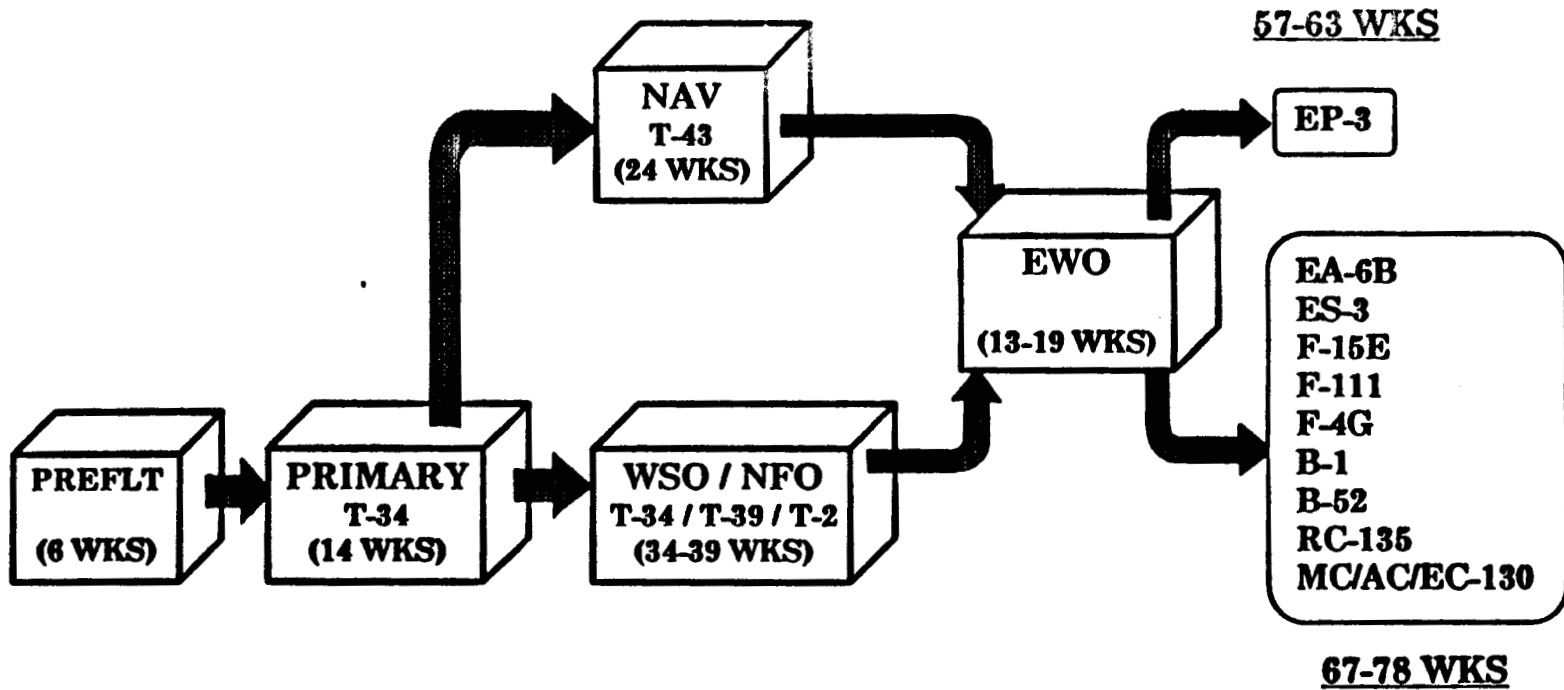 57-63 WKS
NAV
T-43
(24 WKS)
EP-3
EWO
(13-19 WKS)
EA-6B
ES-3
F-15E
F-111
F-4G
B-1
B-52
RC-135
MC/AC/EC-130
PREFLT
(6 WKS)
PRIMARY
T-34
(14 WKS)
WSO / NFO
T-34 / T-39 / T-2
(34-39 WKS)
67-78 WKS